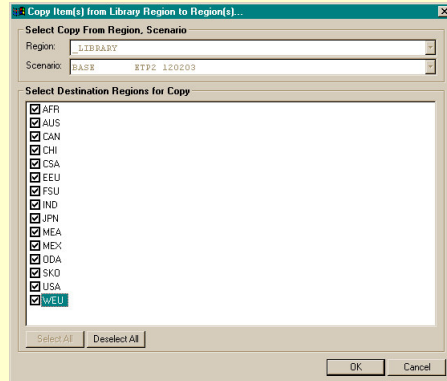 Copy Item(s) from Library Region to Region(s)...
Select Copy From Region, Scenario
Region: _LIBRARY
Scenario: BASE ETP2 120203
Select Destination Regions for Copy
AFR
AUS
CAN
CHI
CSA
EEU
FSU
IND
JPN
MEA
MEX
ODA
SKO
USA
WEU
Select All Deselect All
OK Cancel